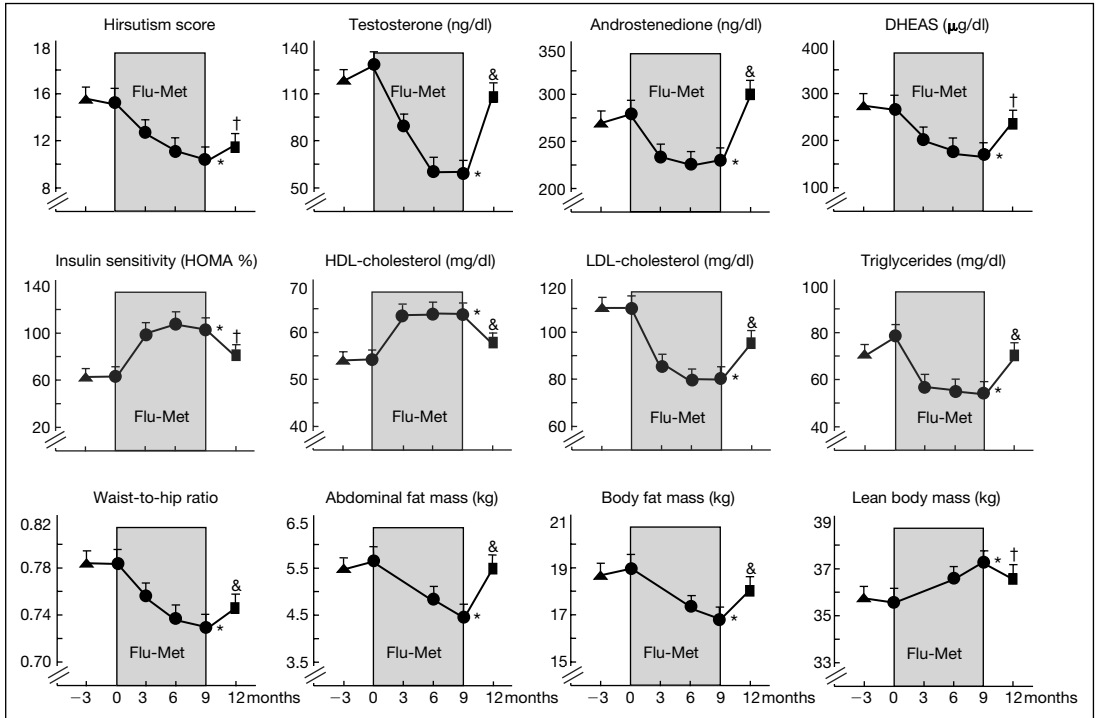 Hirsutism score
18
16
12
8
Flu-Met
†
*
Testosterone (ng/dl)
140
110
80
50
Flu-Met
&
*
Androstenedione (ng/dl)
350
300
250
200
Flu-Met
&
*
DHEAS (μg/dl)
400
300
200
100
Flu-Met
†
*
Insulin sensitivity (HOMA %)
140
100
60
20
Flu-Met
*
†
HDL-cholesterol (mg/dl)
70
60
50
40
Flu-Met
*
&
LDL-cholesterol (mg/dl)
120
100
80
60
Flu-Met
&
*
Triglycerides (mg/dl)
100
80
60
40
Flu-Met
&
*
Waist-to-hip ratio
0.82
0.78
0.74
0.70
Flu-Met
&
*
−3 0 3 6 9 12 months
Abdominal fat mass (kg)
6.5
5.5
4.5
3.5
Flu-Met
&
*
−3 0 3 6 9 12 months
Body fat mass (kg)
21
19
17
15
Flu-Met
&
*
−3 0 3 6 9 12 months
Lean body mass (kg)
39
37
35
33
Flu-Met
*
†
−3 0 3 6 9 12 months